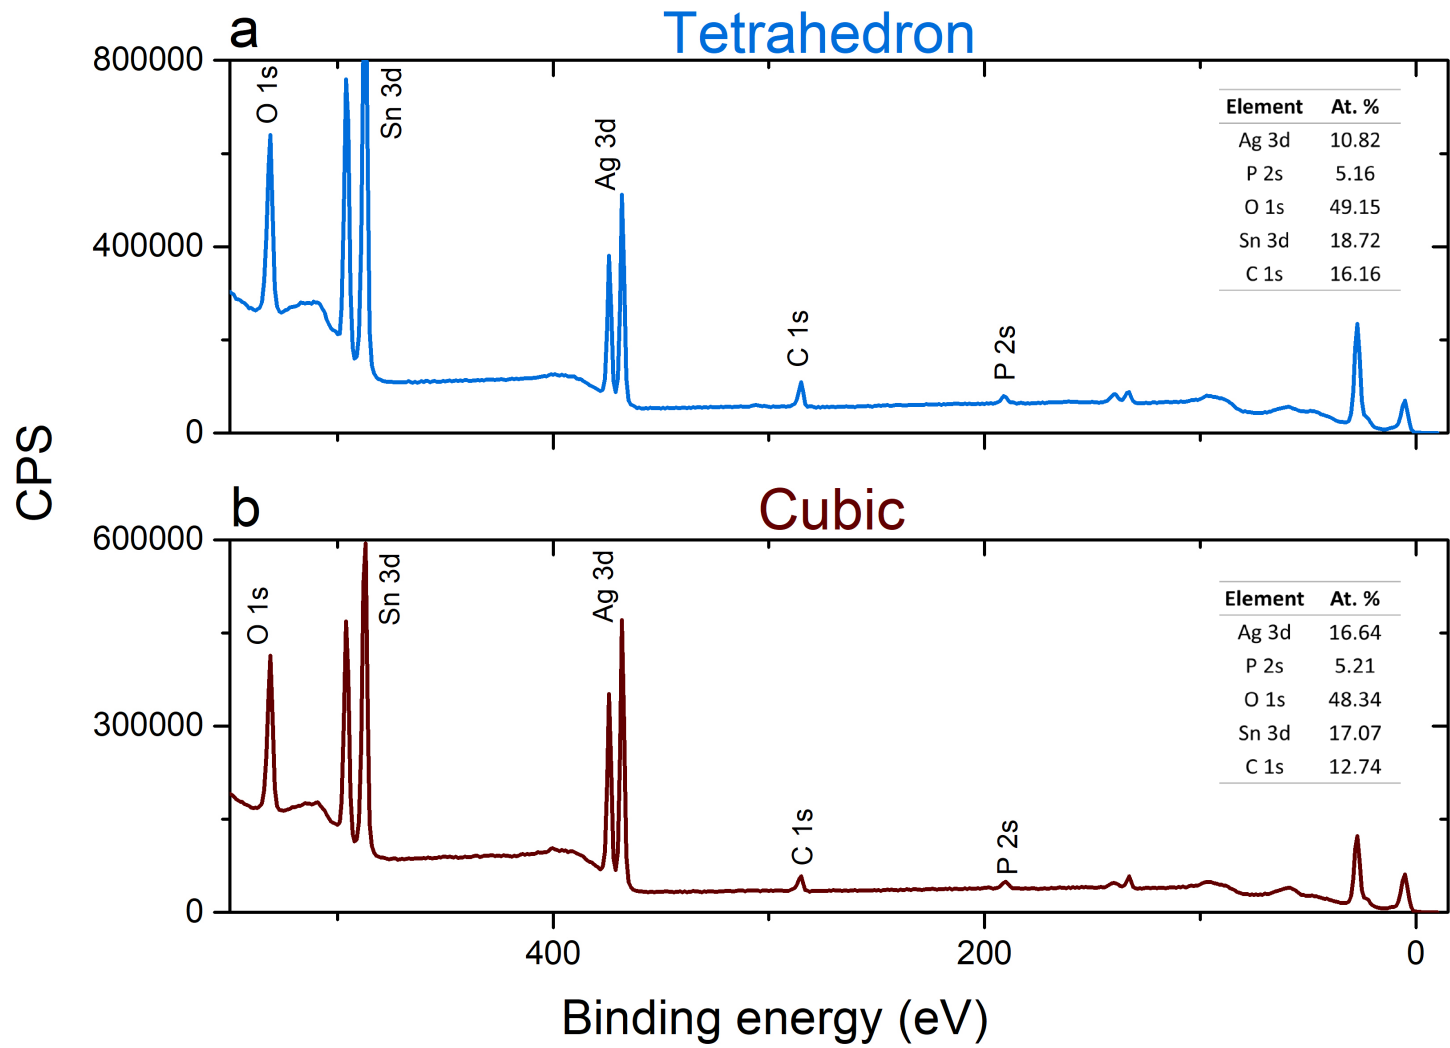 a
Tetrahedron
800000
400000
0
O 1s
Sn 3d
Ag 3d
C 1s
P 2s
Element At. %
Ag 3d 10.82
P 2s 5.16
O 1s 49.15
Sn 3d 18.72
C 1s 16.16
CPS
b
Cubic
600000
300000
0
O 1s
Sn 3d
Ag 3d
C 1s
P 2s
Element At. %
Ag 3d 16.64
P 2s 5.21
O 1s 48.34
Sn 3d 17.07
C 1s 12.74
400 200 0
Binding energy (eV)